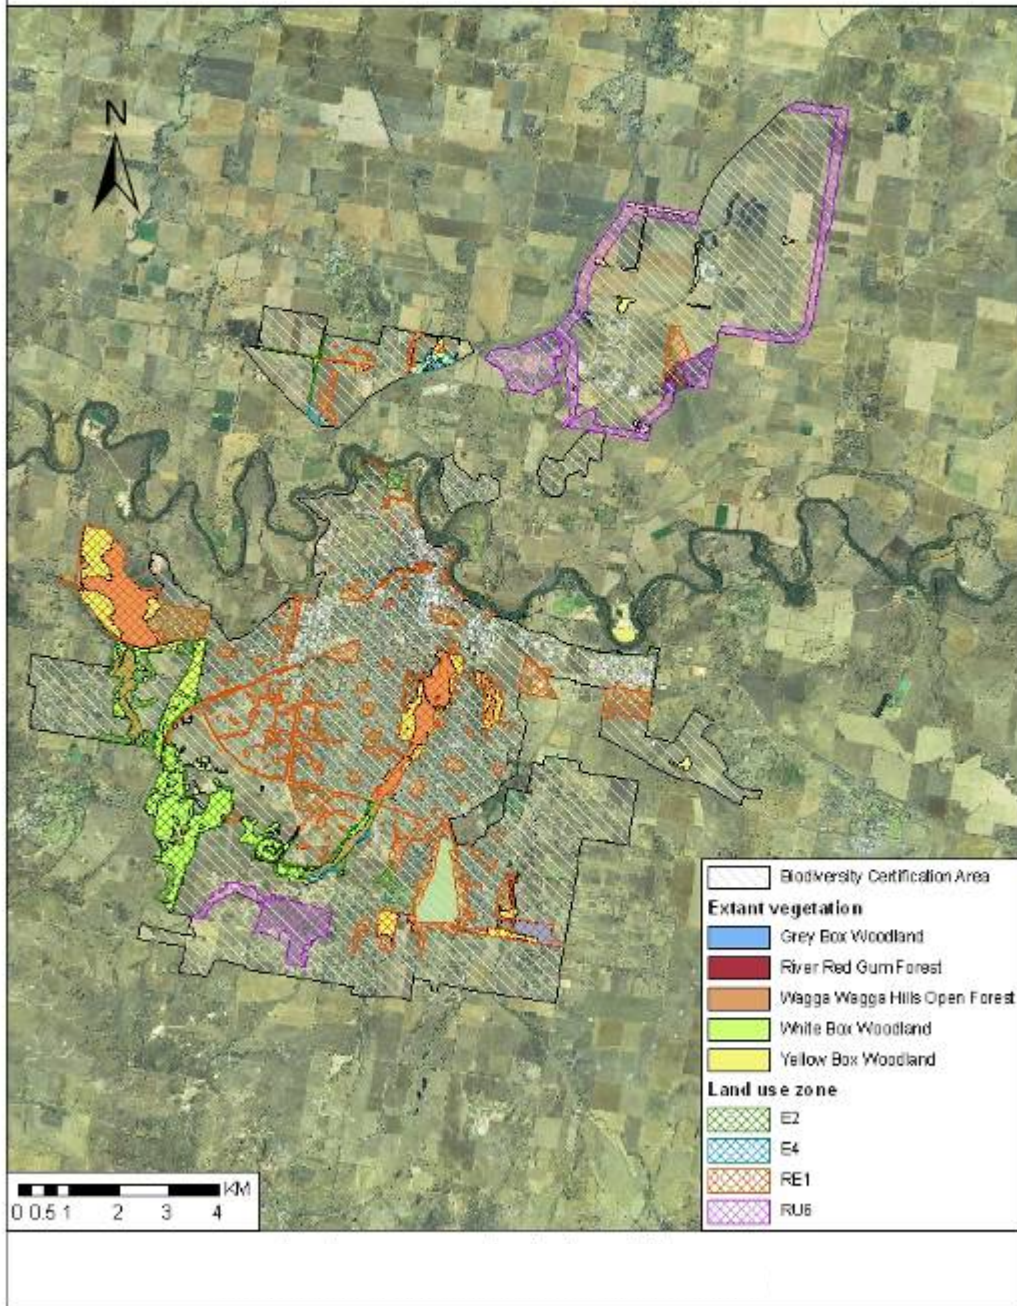 N
Biodiversity Certification Area
Extant vegetation
Grey Box Woodland
River Red Gum Forest
Wagga Wagga Hills Open Forest
White Box Woodland
Yellow Box Woodland
Land use zone
E2
E4
RE1
RU6
KM
0 0.5 1 2 3 4